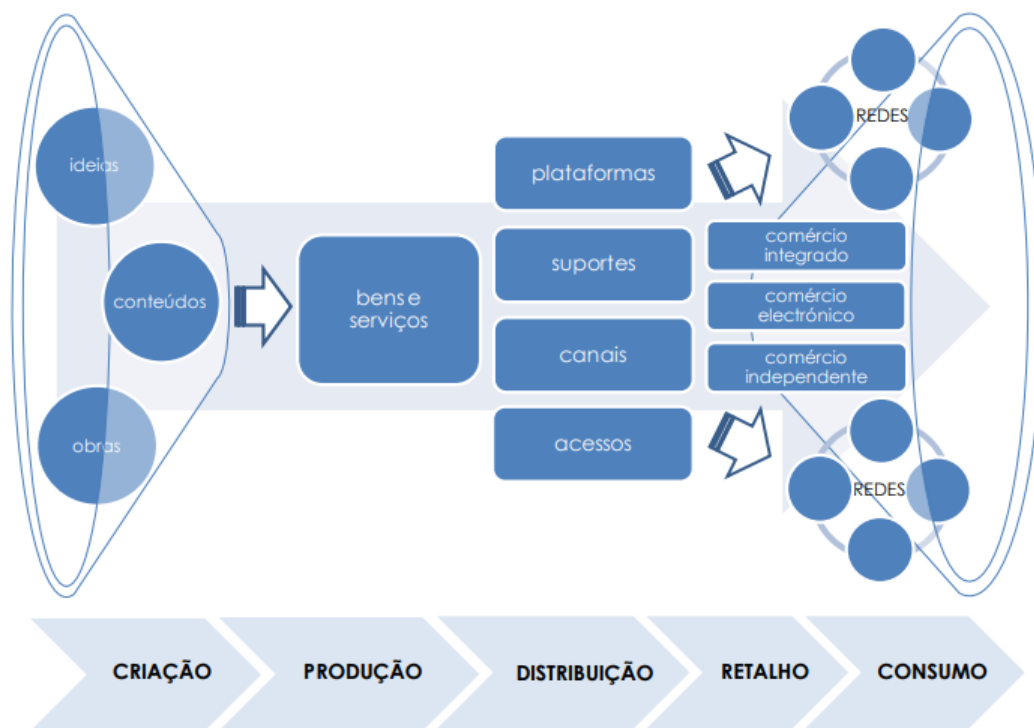 ideias
conteúdos
obras
bens e
serviços
plataformas
suportes
canais
acessos
REDES
comércio
integrado
comércio
electrónico
comércio
independente
REDES
CRIAÇÃO
PRODUÇÃO
DISTRIBUIÇÃO
RETALHO
CONSUMO